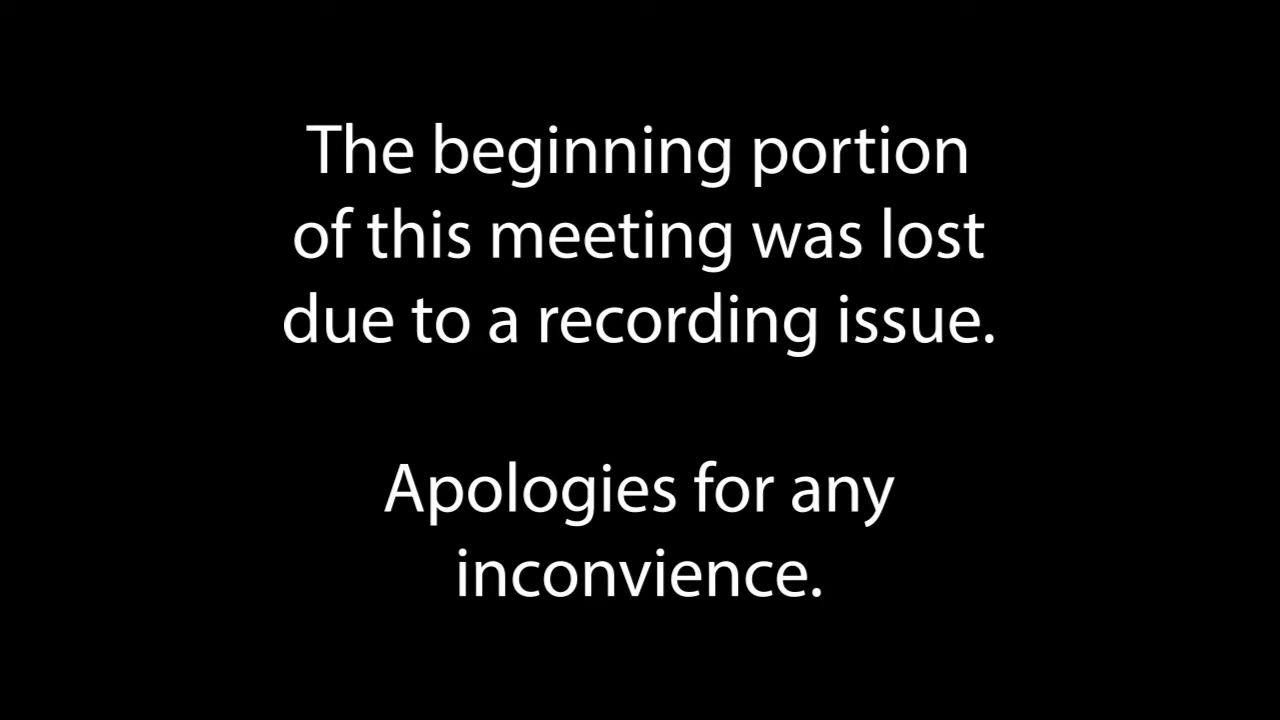 The beginning portion
of this meeting was lost
due to a recording issue.
Apologies for any
inconvience.